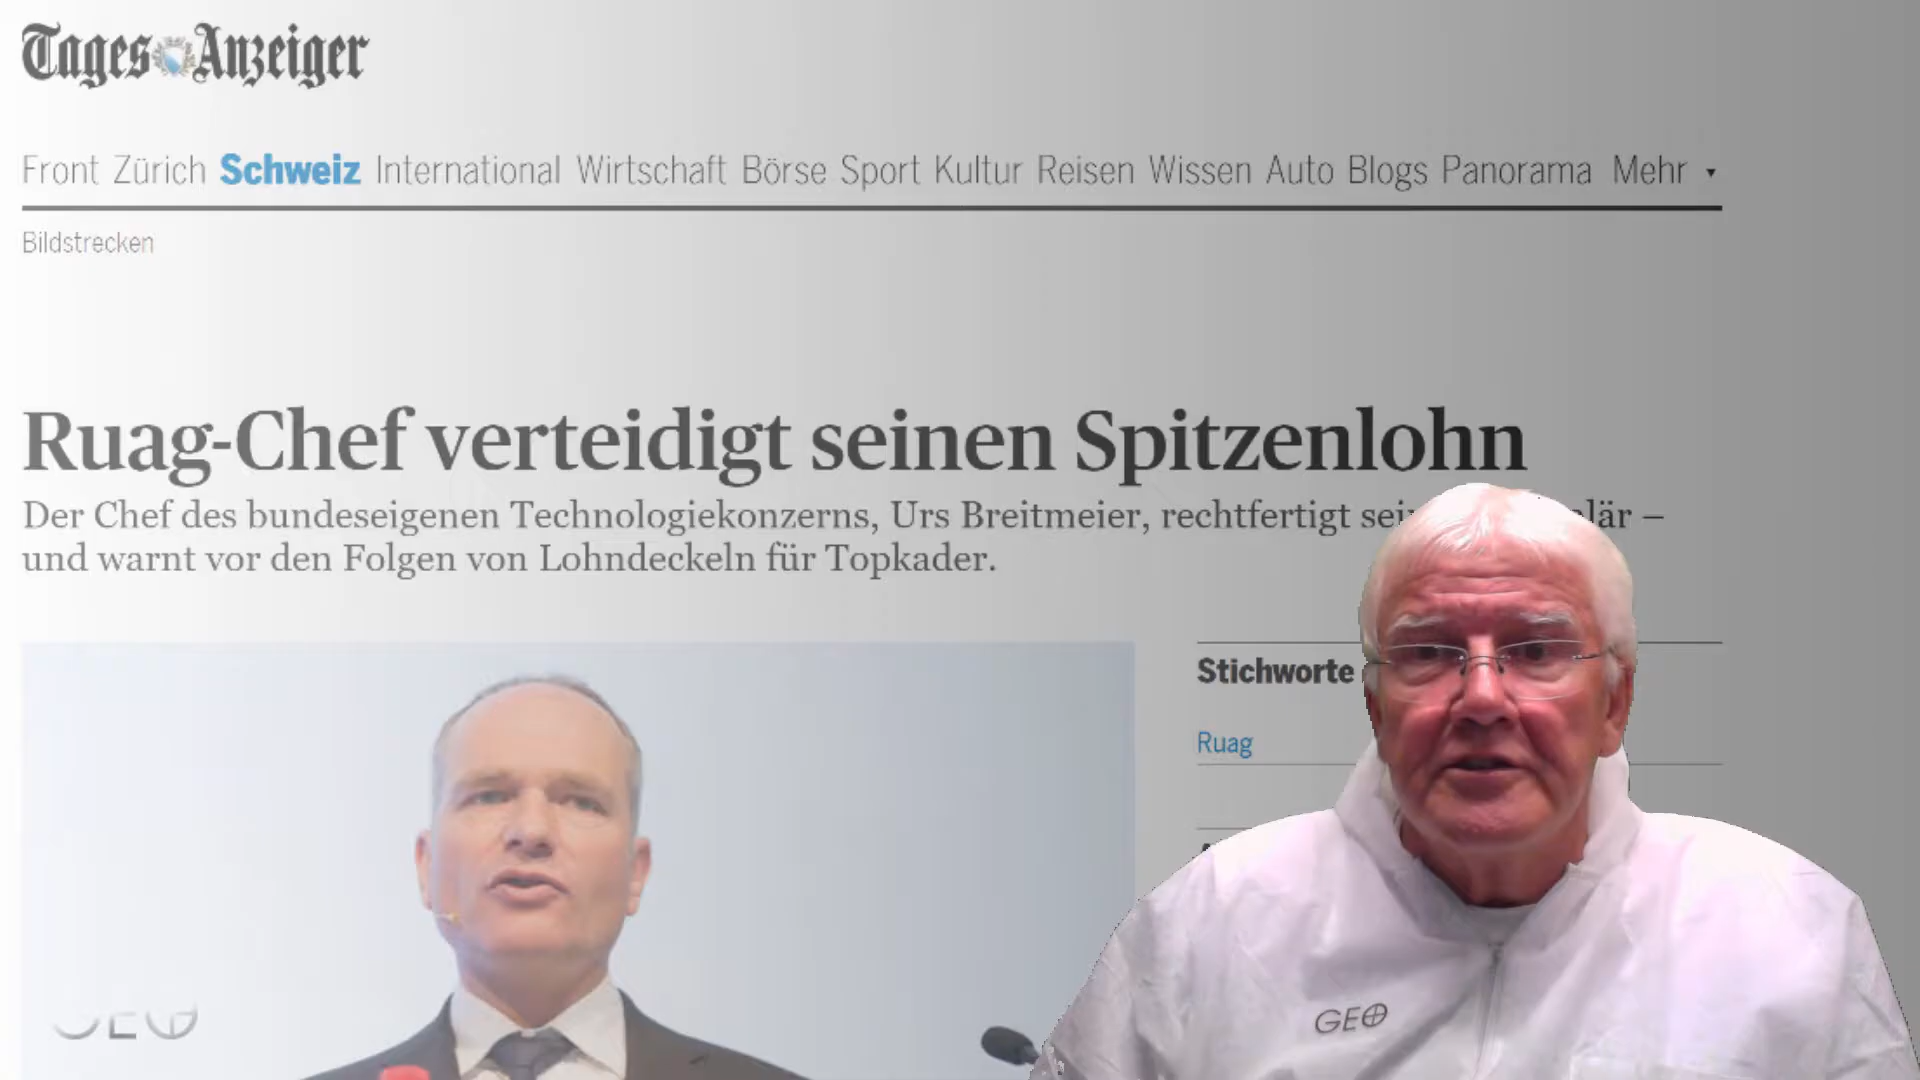 Tages Anzeiger
Front Zürich Schweiz International Wirtschaft Börse Sport Kultur Reisen Wissen Auto Blogs Panorama Mehr
Bildstrecken
Ruag-Chef verteidigt seinen Spitzenlohn
Der Chef des bundeseigenen Technologiekonzerns, Urs Breitmeier, rechtfertigt –
und warnt vor den Folgen von Lohndeckeln für Topkader.
Stichworte
Ruag
GEO
GEO